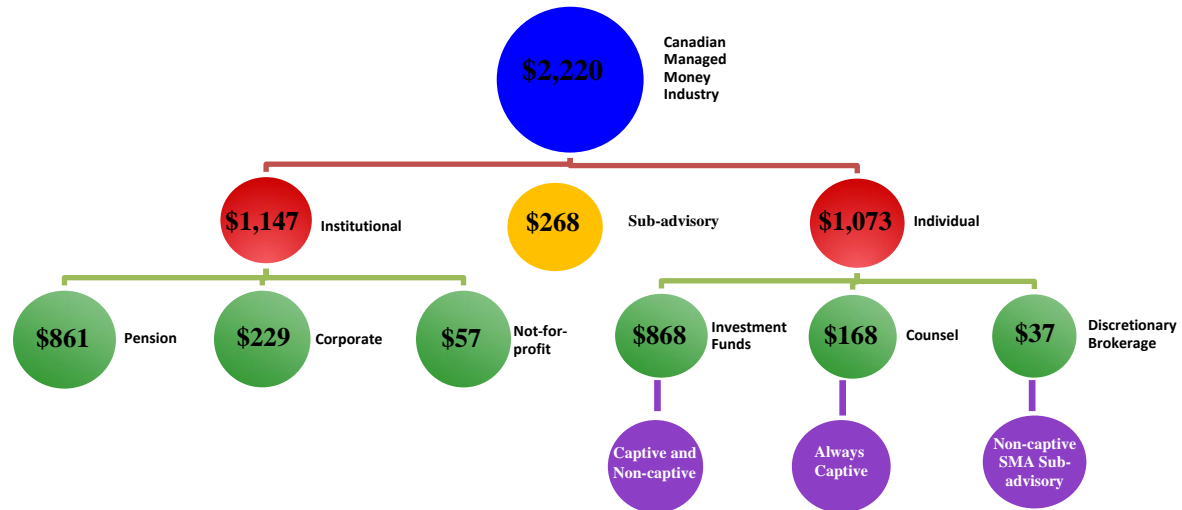 $2,220
Canadian
Managed
Money
Industry
$1,147
Institutional
$268
Sub-advisory
$1,073
Individual
$861
Pension
$229
Corporate
$57
Not-for-
profit
$868
Investment
Funds
$168
Counsel
$37
Discretionary
Brokerage
Captive and
Non-captive
Always
Captive
Non-captive
SMA Sub-
advisory